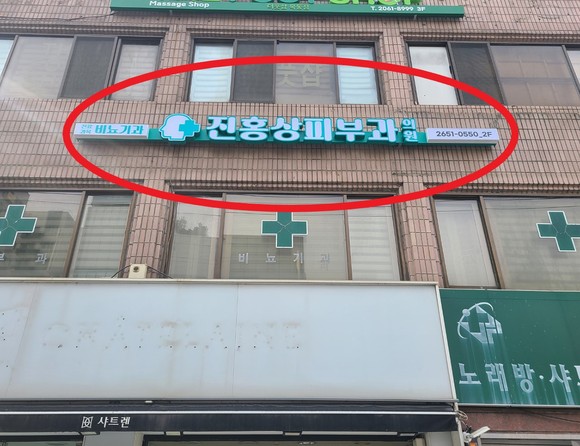 Massage Shop
T. 2061-8999 3F
비뇨기과
진홍상피부과의원
2651-0550_2F
비뇨기과
노래방·샤
샤트렌